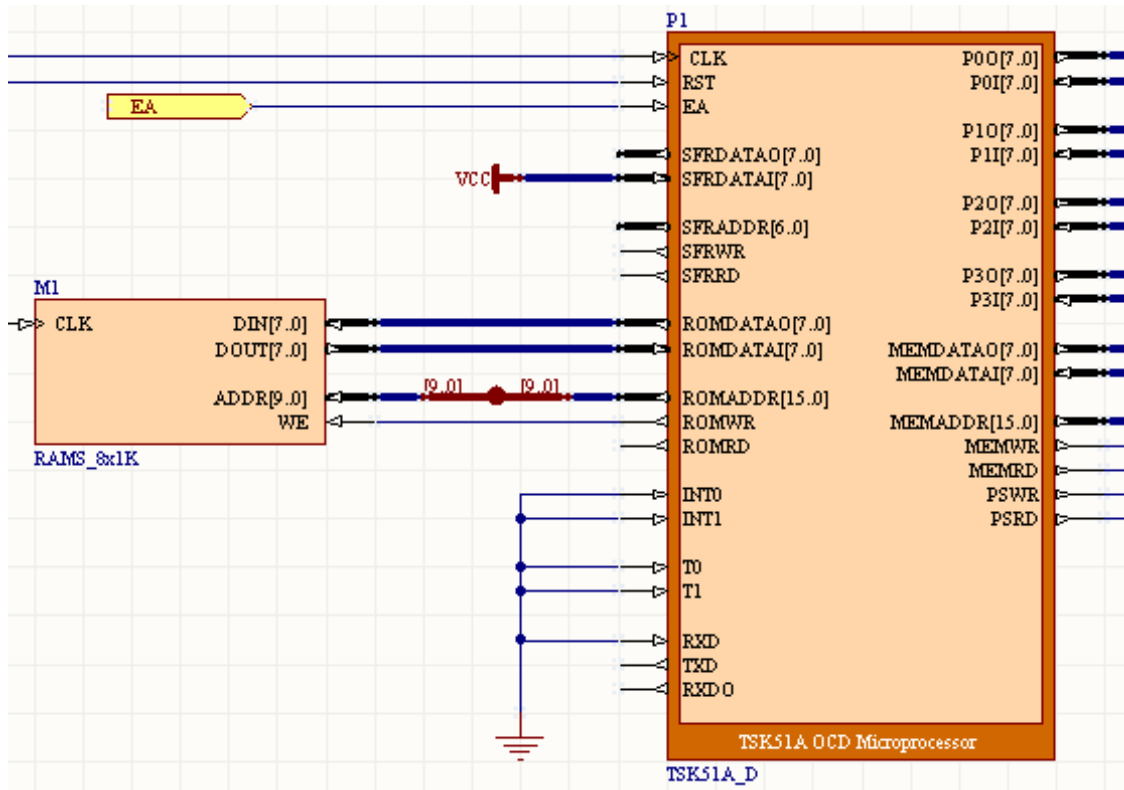 P1
CLK
RST
EA
EA
SFRDATAO[7..0]
VCC
SFRDATAI[7..0]
SFRADDR[6..0]
SFRWR
SFRRD
M1
CLK
DIN[7..0]
DOUT[7..0]
ADDR[9..0]
WE
RAMS_8x1K
[9..0]
[9..0]
ROMDATAO[7..0]
ROMDATAI[7..0]
ROMADDR[15..0]
ROMWR
ROMRD
INT0
INT1
T0
T1
RXD
TXD
RXDO
P0O[7..0]
P0I[7..0]
P1O[7..0]
P1I[7..0]
P2O[7..0]
P2I[7..0]
P3O[7..0]
P3I[7..0]
MEMDATAO[7..0]
MEMDATAI[7..0]
MEMADDR[15..0]
MEMWR
MEMRD
PSWR
PSRD
TSK51A OCD Microprocessor
TSK51A_D